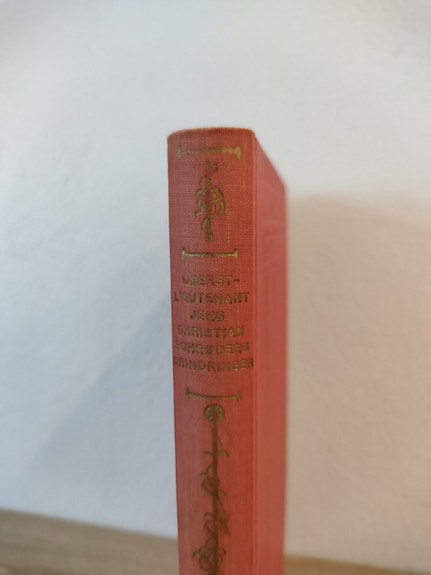 OBERST-
LIEUTENANT
JENS
CHRISTIAN
SCHRØDERS
ERINDRINGER